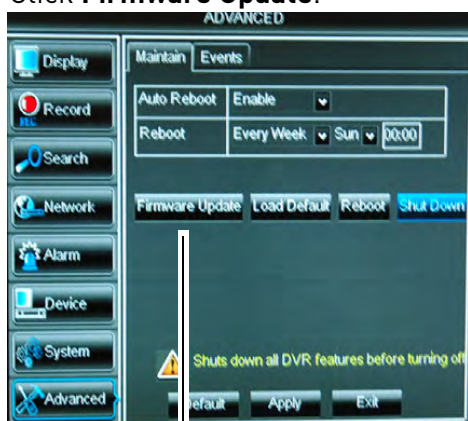 Click Firmware Update.
ADVANCED
Display
Maintain Events
Auto Reboot Enable
Record
REC
Reboot Every Week Sun 00:00
Search
Network
Firmware Update Load Default Reboot Shut Down
Alarm
Device
System
Shuts down all DVR features before turning off
Advanced
Default Apply Exit